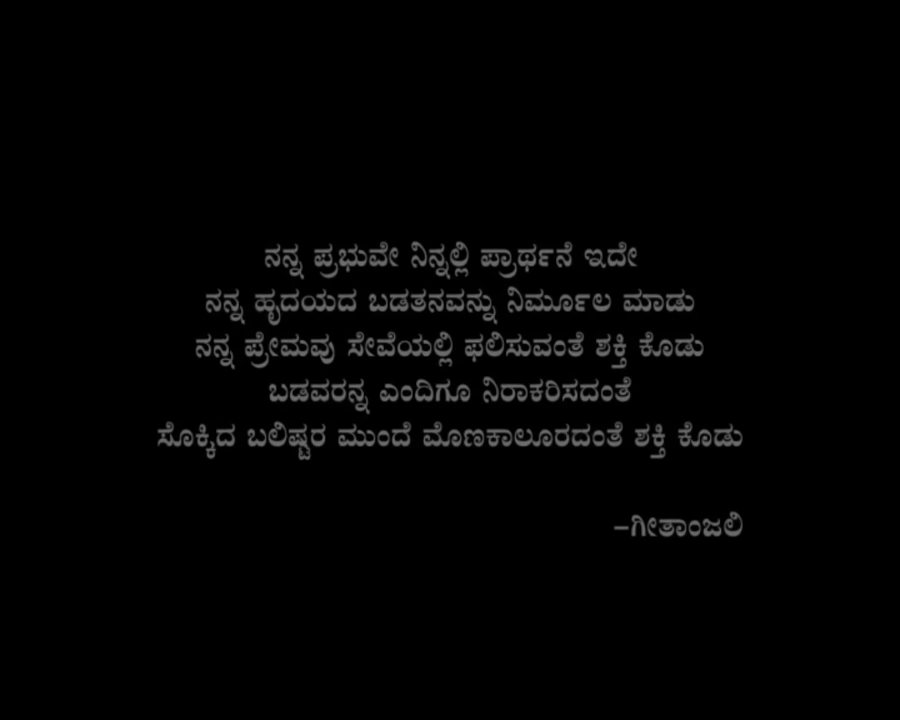 ನನ್ನ ಪ್ರಭುವೇ ನಿನ್ನಲ್ಲಿ ಪ್ರಾರ್ಥನೆ ಇದೇ
ನನ್ನ ಹೃದಯದ ಬಡತನವನ್ನು ನಿರ್ಮೂಲ ಮಾಡು
ನನ್ನ ಪ್ರೇಮವು ಸೇವೆಯಲ್ಲಿ ಫಲಿಸುವಂತೆ ಶಕ್ತಿ ಕೊಡು
ಬಡವರನ್ನ ಎಂದಿಗೂ ನಿರಾಕರಿಸದಂತೆ
ಸೊಕ್ಕಿದ ಬಲಿಷ್ಟರ ಮುಂದೆ ಮೊಣಕಾಲೂರದಂತೆ ಶಕ್ತಿ ಕೊಡು
–ಗೀತಾಂಜಲಿ